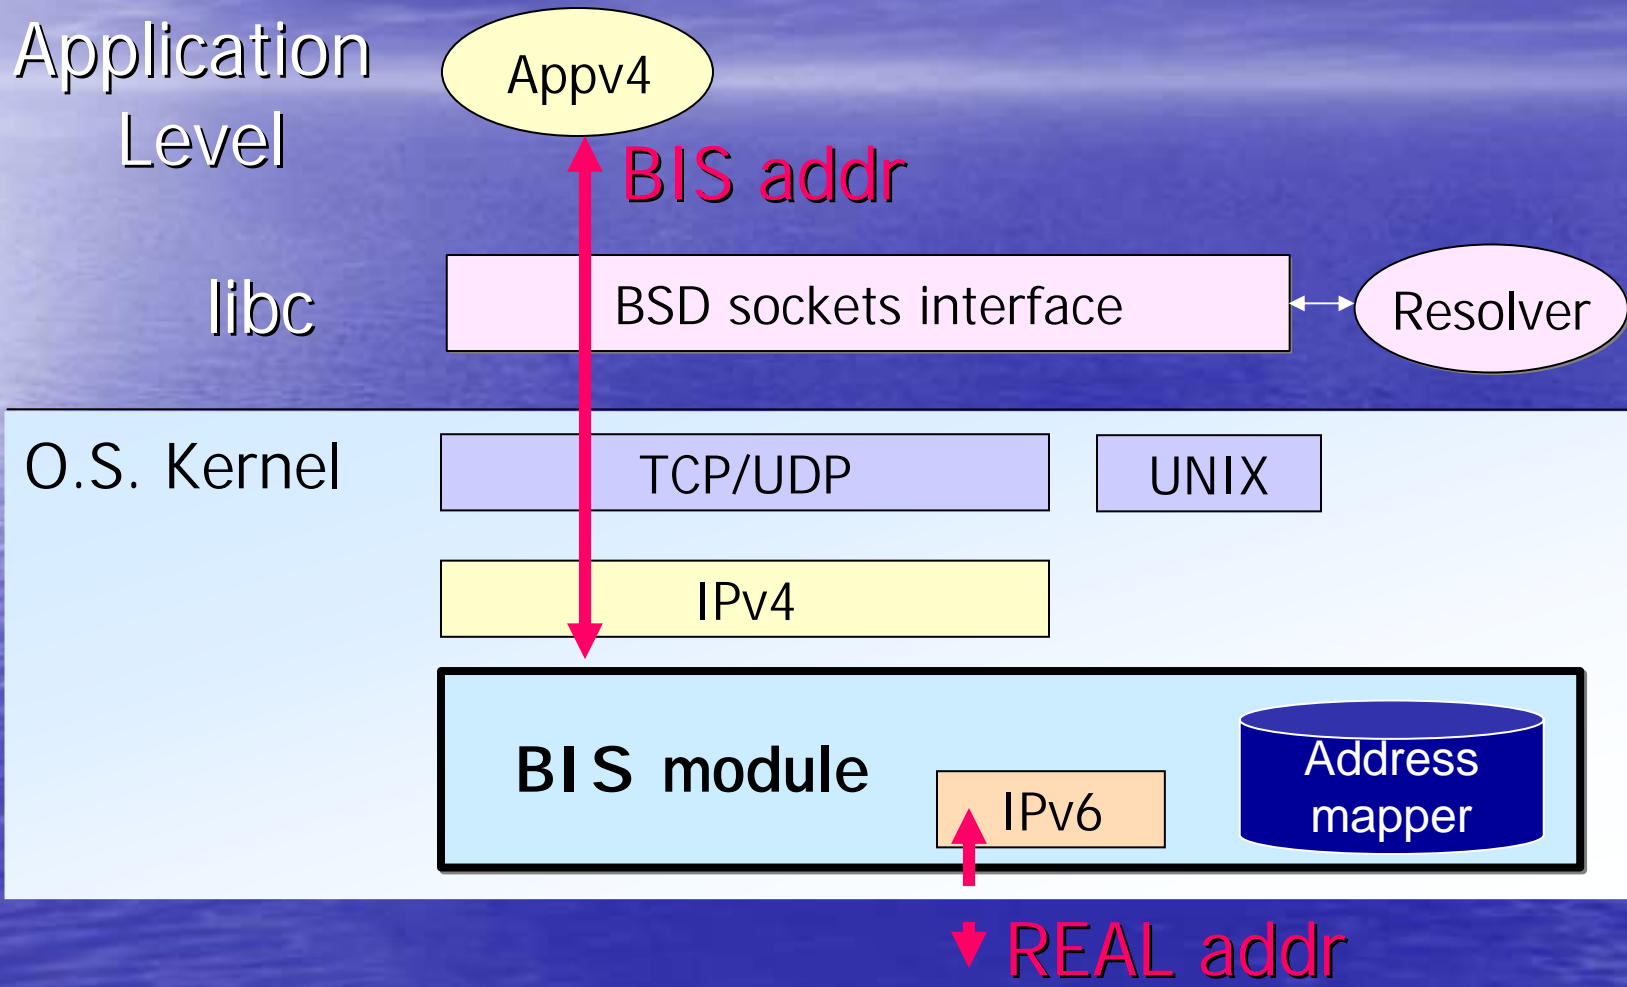 Application
Level
Appv4
BIS addr
libc
BSD sockets interface
Resolver
O.S. Kernel
TCP/UDP
UNIX
IPv4
BIS module
IPv6
Address
mapper
REAL addr